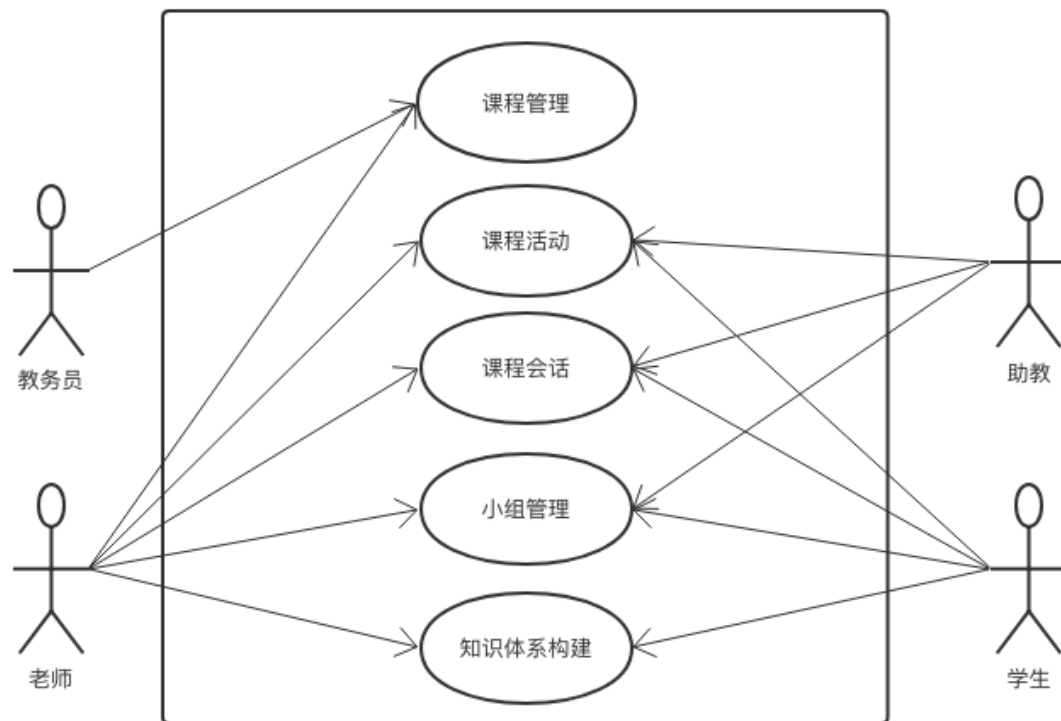 课程管理
课程活动
课程会话
小组管理
知识体系构建
教务员
老师
助教
学生